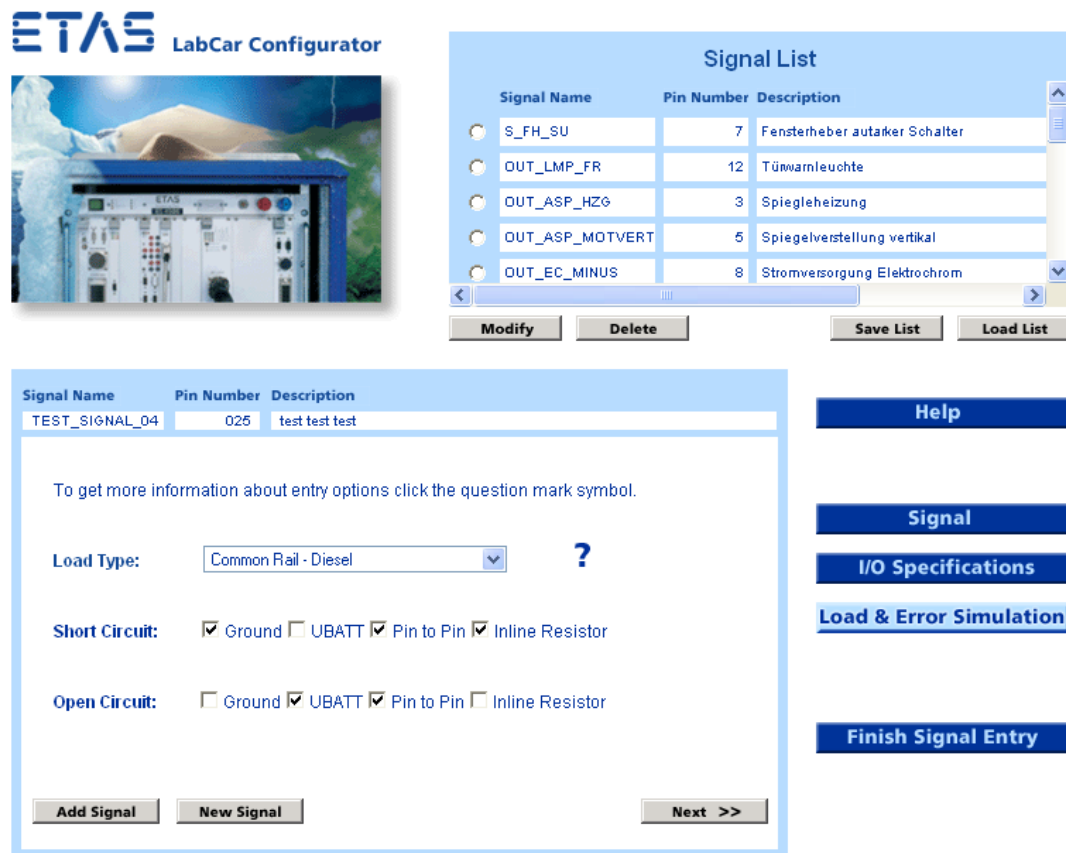 ETAS LabCar Configurator
Signal List
Signal Name Pin Number Description
S_FH_SU 7 Fensterheber autarker Schalter
OUT_LMP_FR 12 Türwarnleuchte
OUT_ASP_HZG 3 Spiegleheizung
OUT_ASP_MOTVERT 5 Spiegelverstellung vertikal
OUT_EC_MINUS 8 Stromversorgung Elektrochrom
Modify Delete Save List Load List
ETAS
Signal Name Pin Number Description
TEST_SIGNAL_04 025 test test test
To get more information about entry options click the question mark symbol.
Load Type: Common Rail - Diesel ?
Short Circuit: Ground UBATT Pin to Pin Inline Resistor
Open Circuit: Ground UBATT Pin to Pin Inline Resistor
Add Signal New Signal Next >>
Help
Signal
I/O Specifications
Load & Error Simulation
Finish Signal Entry